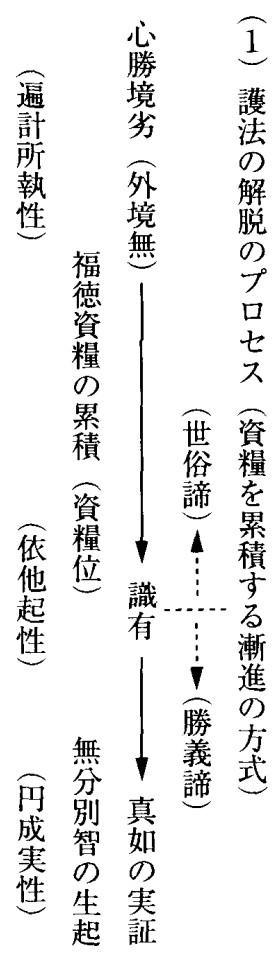 (1) 護法の解脱のプロセス(資糧を累積する漸進の方式)
(世俗諦) (勝義諦)
心勝境劣(外境無) 識有 真如の実証
福徳資糧の累積(資糧位) 無分別智の生起
(遍計所執性) (依他起性) (円成実性)